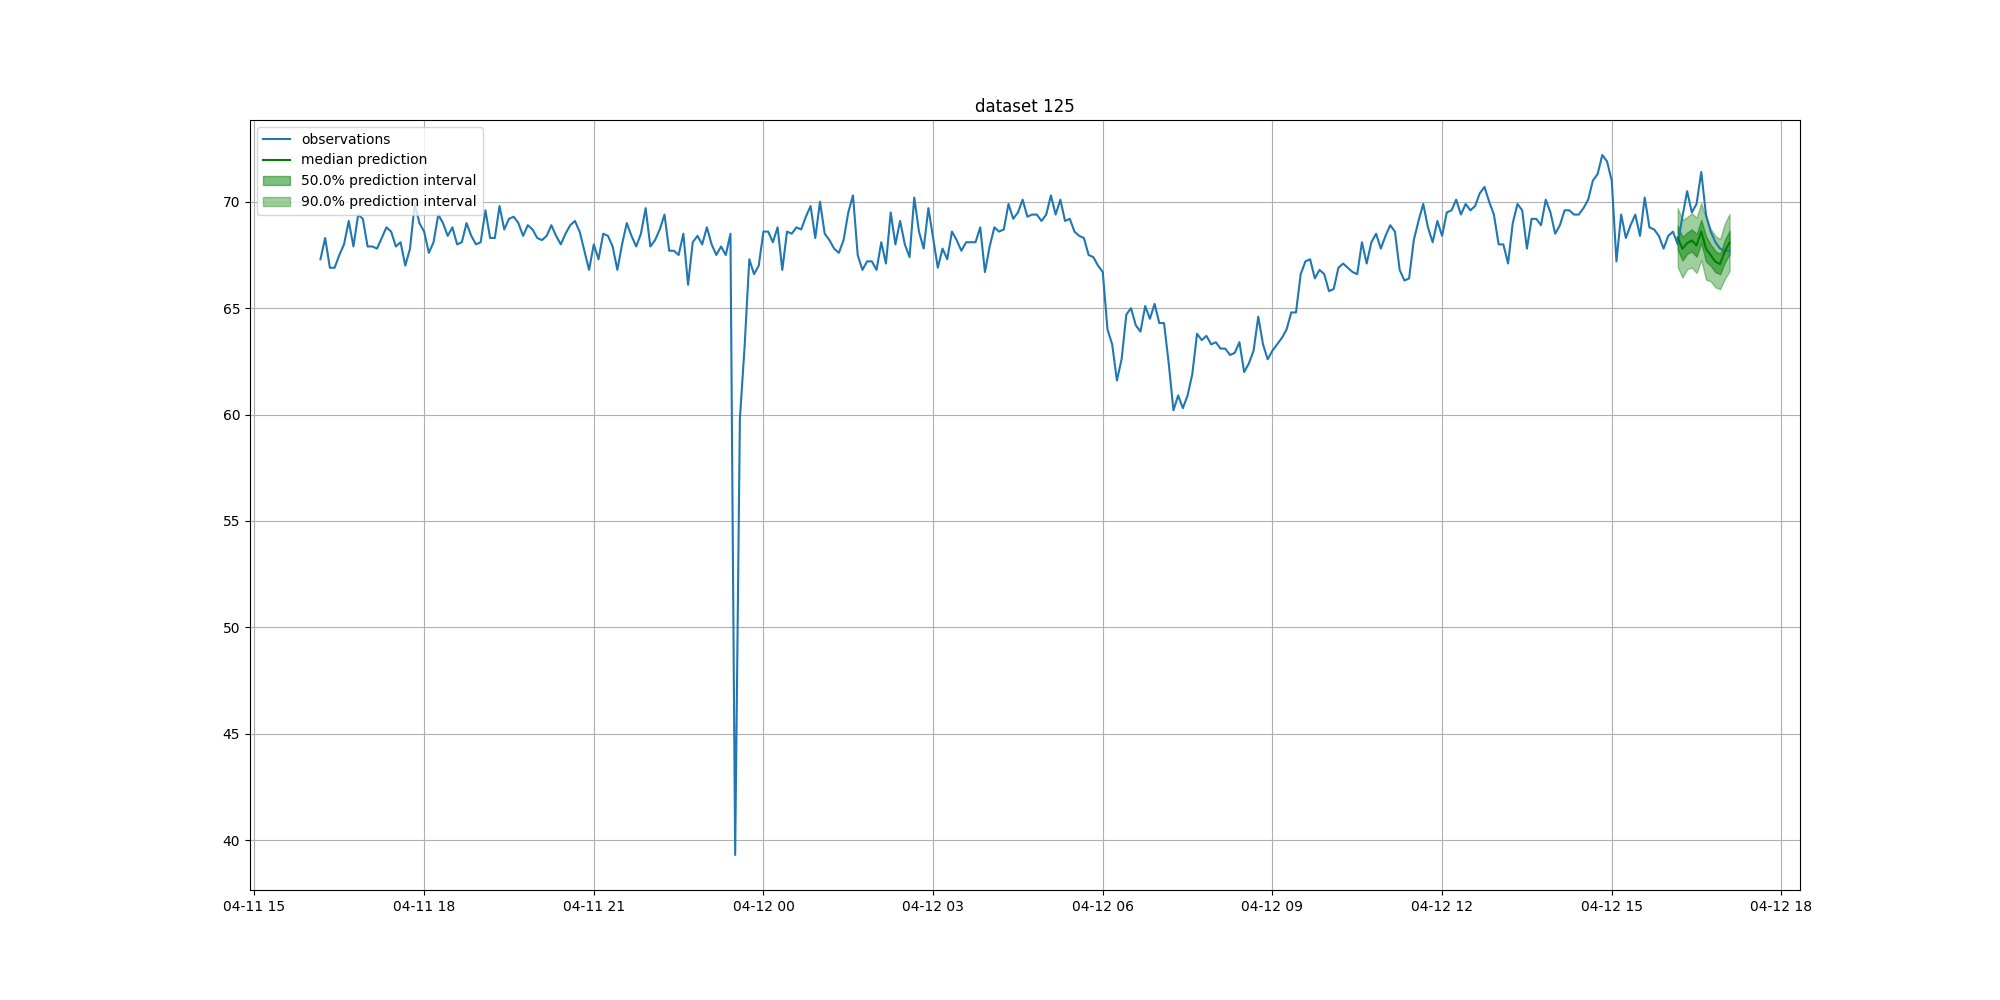 dataset 125
observations
median prediction
50.0% prediction interval
90.0% prediction interval
70
65
60
55
50
45
40
04-11 15 04-11 18 04-11 21 04-12 00 04-12 03 04-12 06 04-12 09 04-12 12 04-12 15 04-12 18